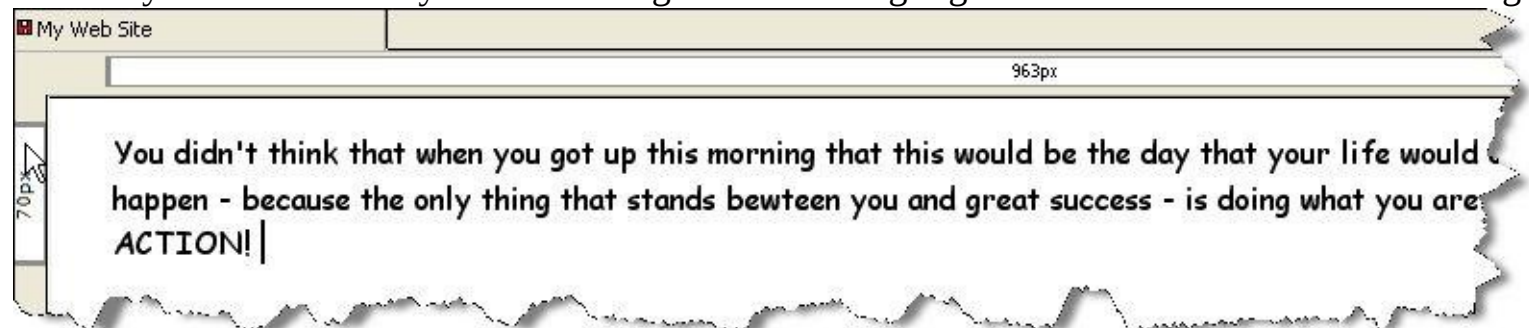 My Web Site
963px
70px
You didn't think that when you got up this morning that this would be the day that your life would
happen - because the only thing that stands bewteen you and great success - is doing what you are
ACTION!